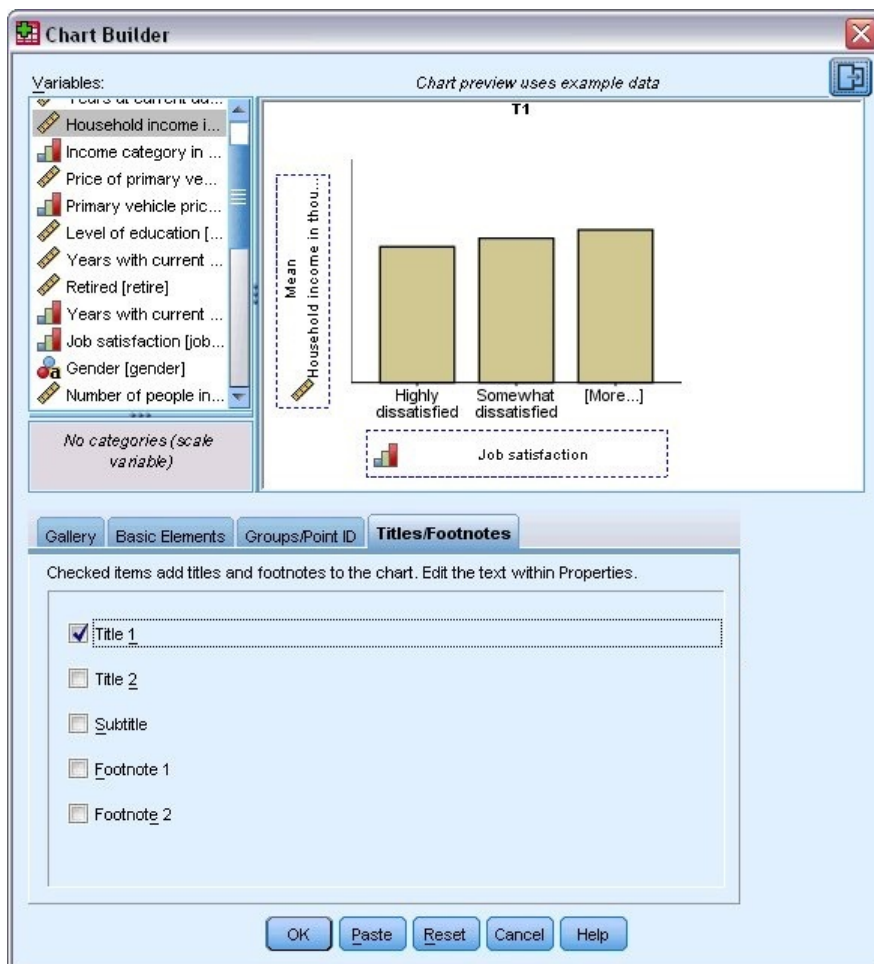 Chart Builder
Variables:
Chart preview uses example data
Household income i...
Income category in ...
Price of primary ve...
Primary vehicle pric...
Level of education [...
Years with current ...
Retired [retire]
Years with current ...
Job satisfaction [job...
Gender [gender]
Number of people in...
No categories (scale
variable)
T1
Mean
Household income in thou...
Highly
dissatisfied
Somewhat
dissatisfied
[More...]
Job satisfaction
Gallery
Basic Elements
Groups/Point ID
Titles/Footnotes
Checked items add titles and footnotes to the chart. Edit the text within Properties.
Title 1
Title 2
Subtitle
Footnote 1
Footnote 2
OK
Paste
Reset
Cancel
Help